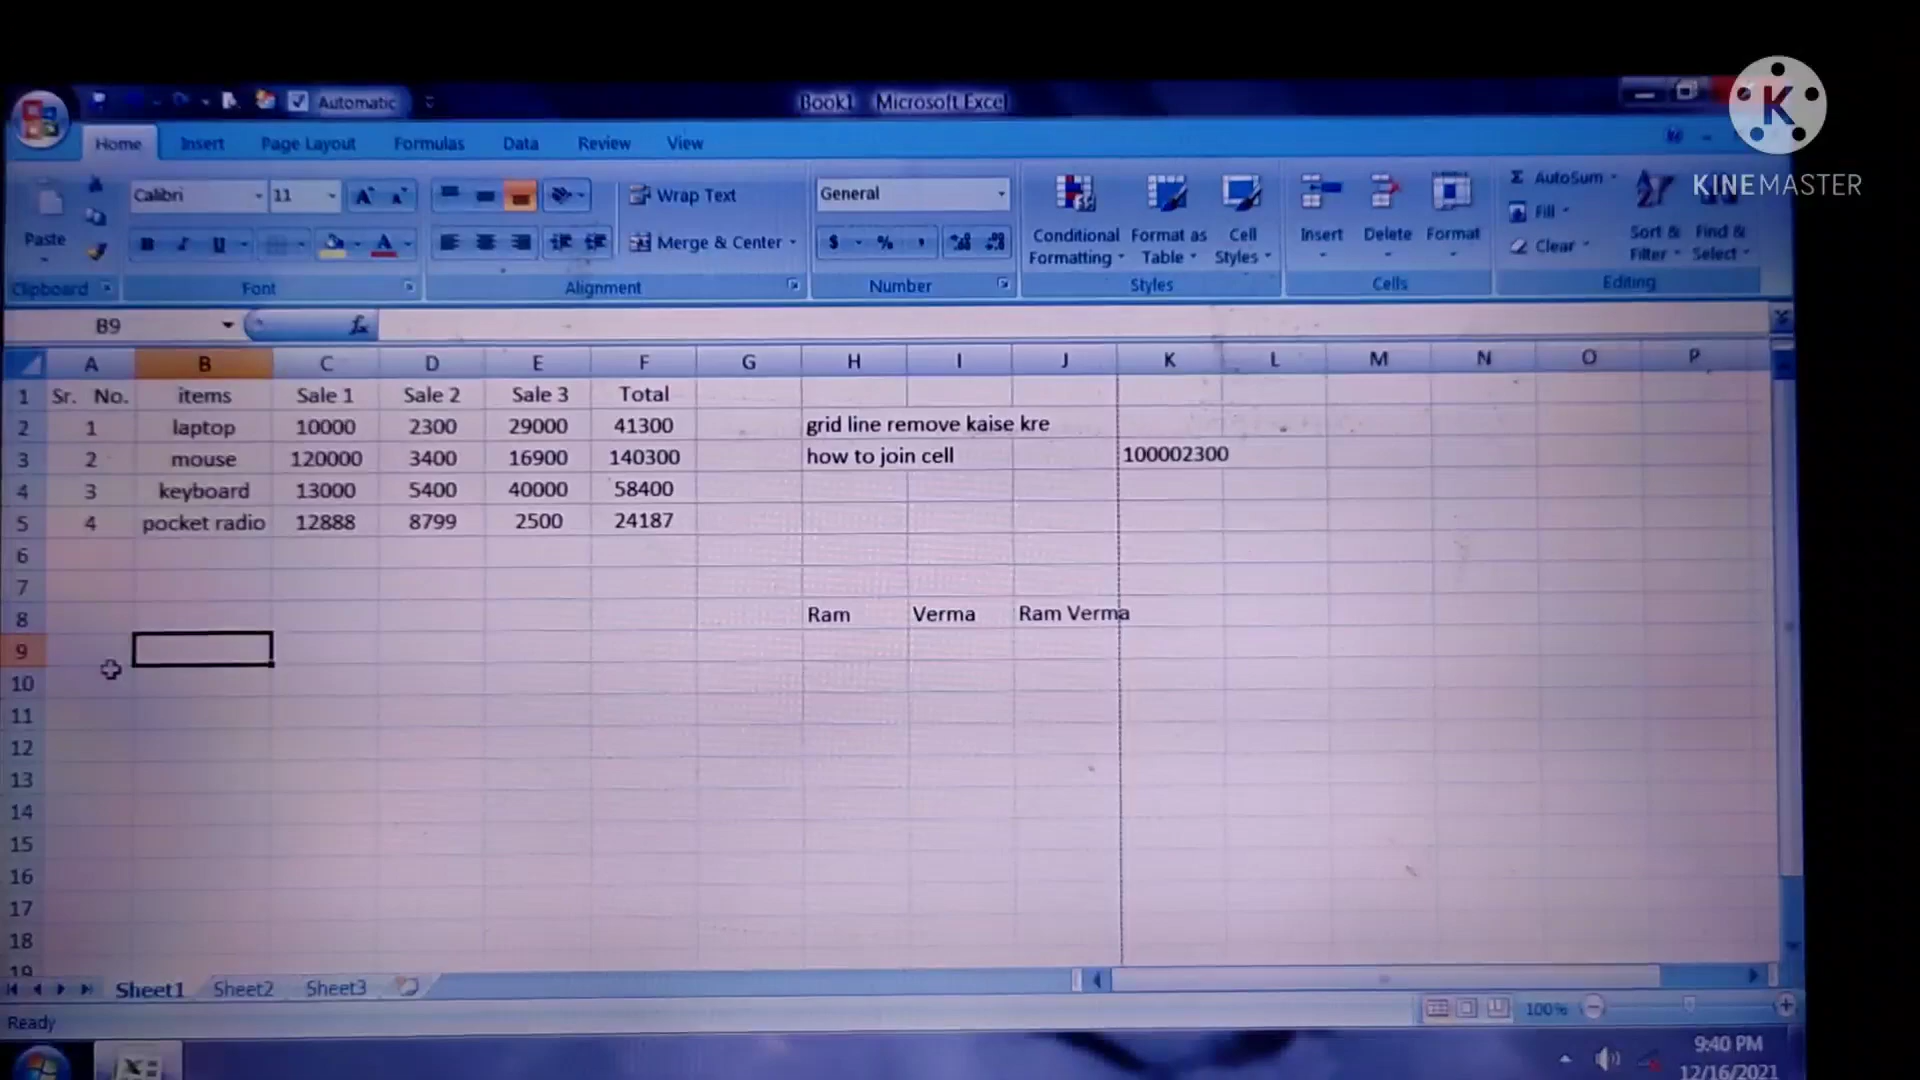 Book1 Microsoft Excel
Automatic
KINEMASTER
Home Insert Page Layout Formulas Data Review View
Calibri 11 Wrap Text General
AutoSum
Fill
Clear
Paste
Merge & Center
$ %
Conditional Formatting
Format as Table
Cell Styles
Insert Delete Format
Sort & Filter
Find & Select
Clipboard Font Alignment Number Styles Cells Editing
B9 fx
A B C D E F G H I J K L M N O P
1 Sr. No. items Sale 1 Sale 2 Sale 3 Total
2 1 laptop 10000 2300 29000 41300 grid line remove kaise kre
3 2 mouse 120000 3400 16900 140300 how to join cell 100002300
4 3 keyboard 13000 5400 40000 58400
5 4 pocket radio 12888 8799 2500 24187
6
7
8 Ram Verma Ram Verma
9
10
11
12
13
14
15
16
17
18
19
Sheet1 Sheet2 Sheet3
Ready 100%
9:40 PM
12/16/2021